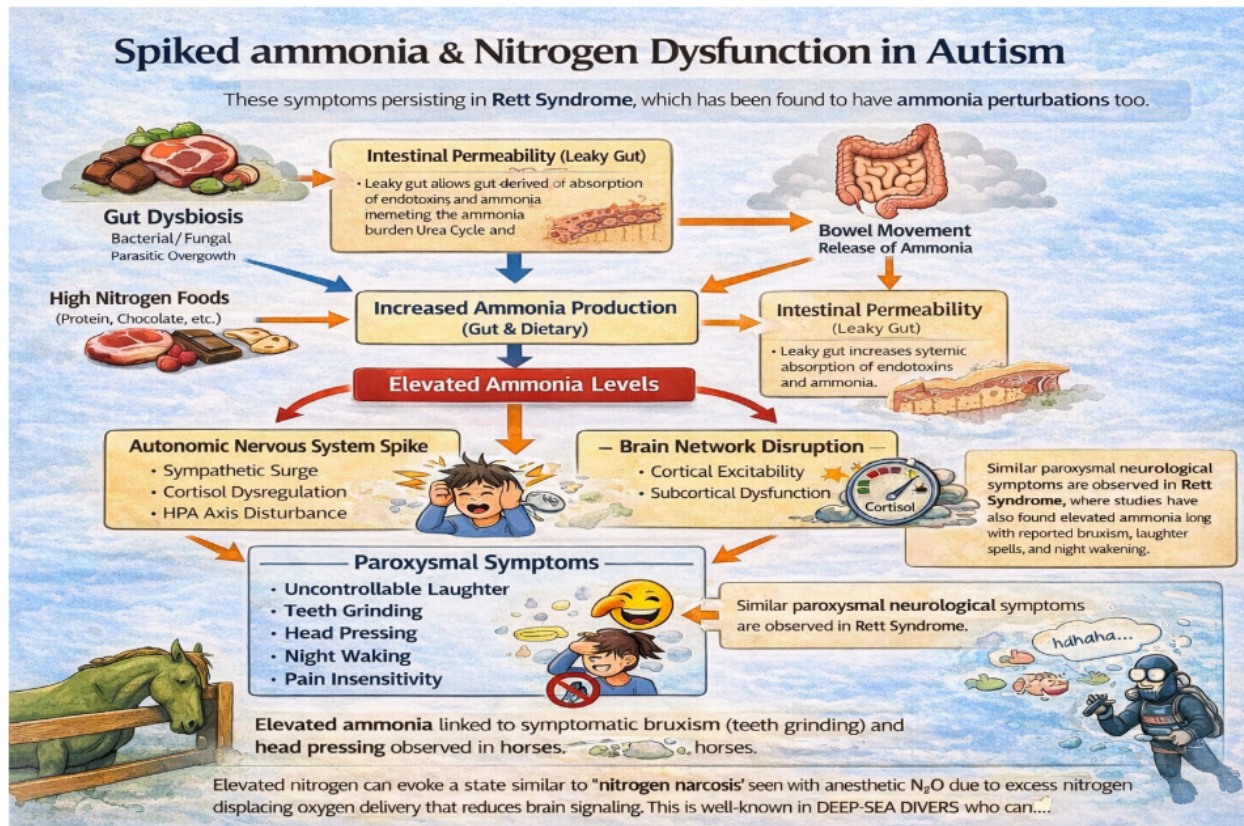 Spiked ammonia & Nitrogen Dysfunction in Autism
These symptoms persisting in Rett Syndrome, which has been found to have ammonia perturbations too.
Gut Dysbiosis
Bacterial/Fungal
Parasitic Overgrowth
Intestinal Permeability (Leaky Gut)
• Leaky gut allows gut derived of absorption
of endotoxins and ammonia
memeting the ammonia
burden Urea Cycle and
Bowel Movement
Release of Ammonia
High Nitrogen Foods
(Protein, Chocolate, etc.)
Increased Ammonia Production
(Gut & Dietary)
Intestinal Permeability
(Leaky Gut)
• Leaky gut increases sytemic
absorption of endotoxins
and ammonia.
Elevated Ammonia Levels
Autonomic Nervous System Spike
• Sympathetic Surge
• Cortisol Dysregulation
• HPA Axis Disturbance
– Brain Network Disruption –
• Cortical Excitability
• Subcortical Dysfunction
Cortisol
Similar paroxysmal neurological
symptoms are observed in Rett
Syndrome, where studies have
also found elevated ammonia long
with reported bruxism, laughter
spells, and night wakening.
Paroxysmal Symptoms
• Uncontrollable Laughter
• Teeth Grinding
• Head Pressing
• Night Waking
• Pain Insensitivity
Similar paroxysmal neurological symptoms
are observed in Rett Syndrome.
hahaha...
Elevated ammonia linked to symptomatic bruxism (teeth grinding) and
head pressing observed in horses. horses.
Elevated nitrogen can evoke a state similar to "nitrogen narcosis' seen with anesthetic N₂O due to excess nitrogen
displacing oxygen delivery that reduces brain signaling. This is well-known in DEEP-SEA DIVERS who can....